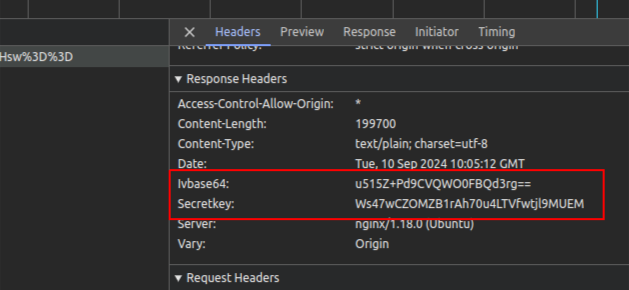 Headers Preview Response Initiator Timing
Hsw%3D%3D
Referrer-Policy: strict-origin-when-cross-origin
Response Headers
Access-Control-Allow-Origin: *
Content-Length: 199700
Content-Type: text/plain; charset=utf-8
Date: Tue, 10 Sep 2024 10:05:12 GMT
Ivbase64: u515Z+Pd9CVQWO0FBQd3rg==
Secretkey: Ws47wCZOMZB1rAh70u4LTVfwtjl9MUEM
Server: nginx/1.18.0 (Ubuntu)
Vary: Origin
Request Headers